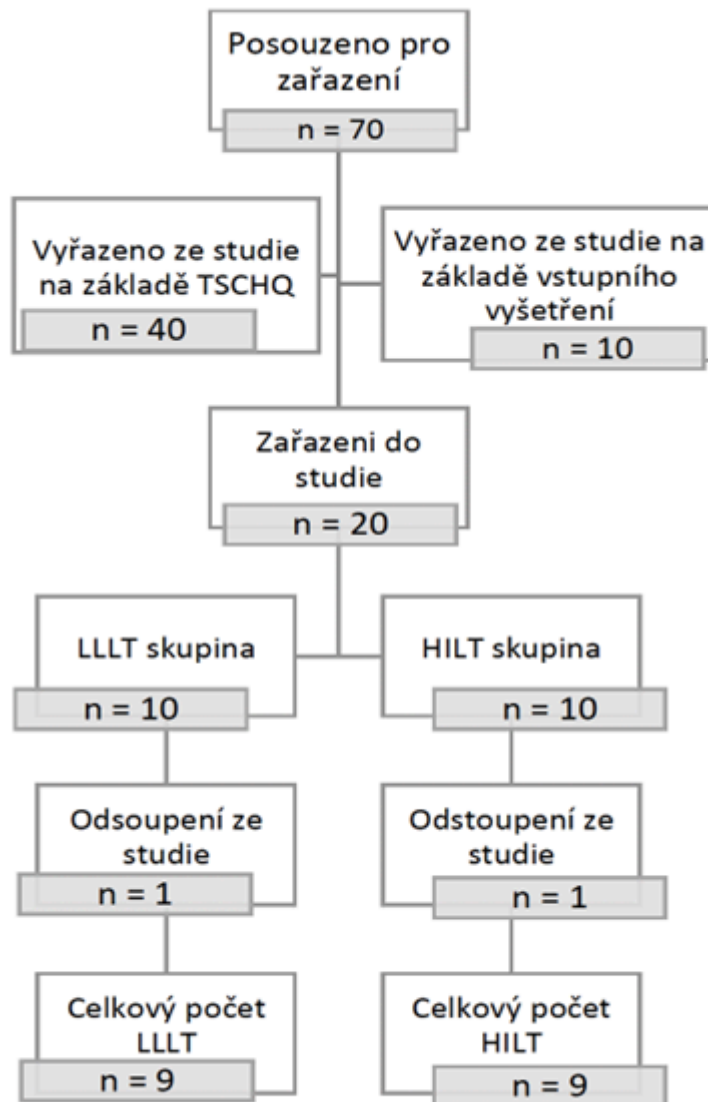 Posouzeno pro
zařazení
n = 70
Vyřazeno ze studie
na základě TSCHQ
n = 40
Vyřazeno ze studie na
základě vstupního
vyšetření
n = 10
Zařazeni do
studie
n = 20
LLLT skupina
n = 10
HILT skupina
n = 10
Odsoupení ze
studie
n = 1
Odstoupení ze
studie
n = 1
Celkový počet
LLLT
n = 9
Celkový počet
HILT
n = 9